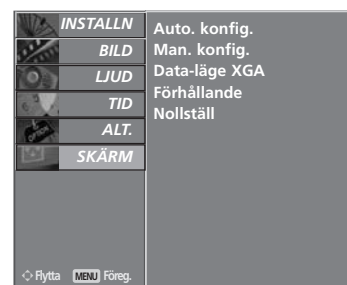 INSTALLN
BILD
LJUD
TID
ALT.
SKÄRM
Auto. konfig.
Man. konfig.
Data-läge XGA
Förhållande
Nollställ
Flytta MENU Föreg.